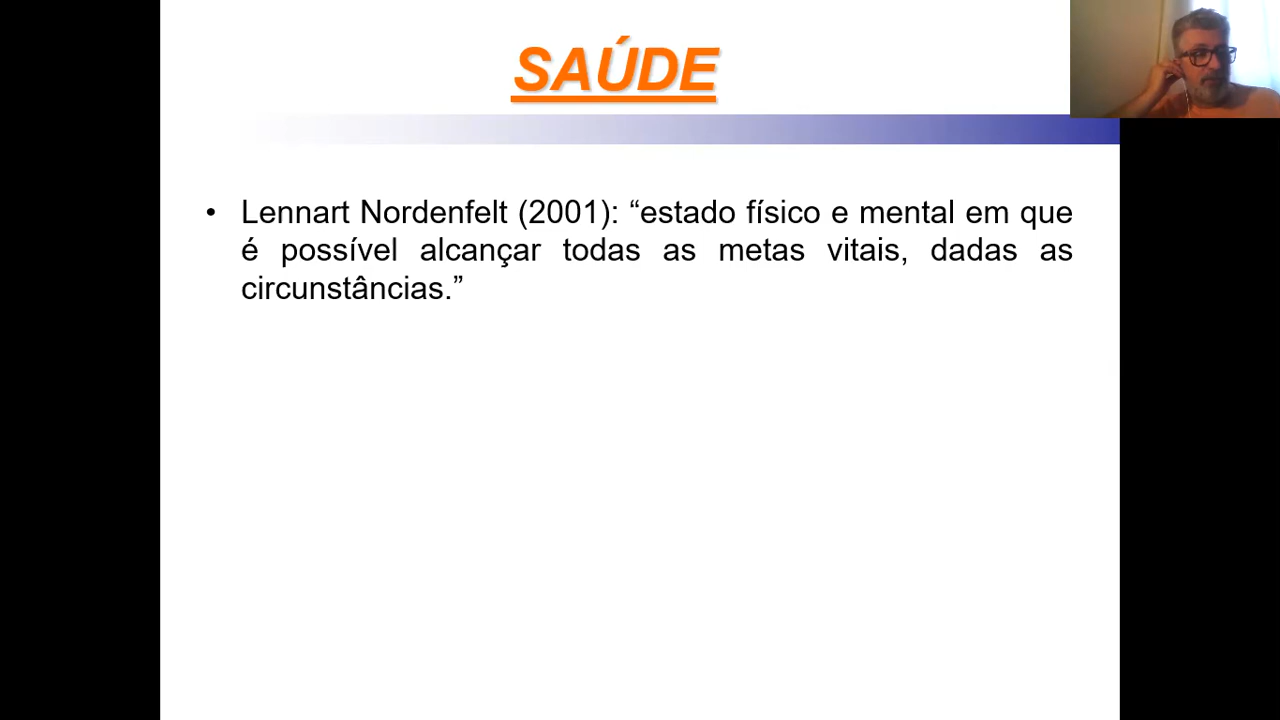 SAÚDE
• Lennart Nordenfelt (2001): “estado físico e mental em que
é possível alcançar todas as metas vitais, dadas as
circunstâncias.”